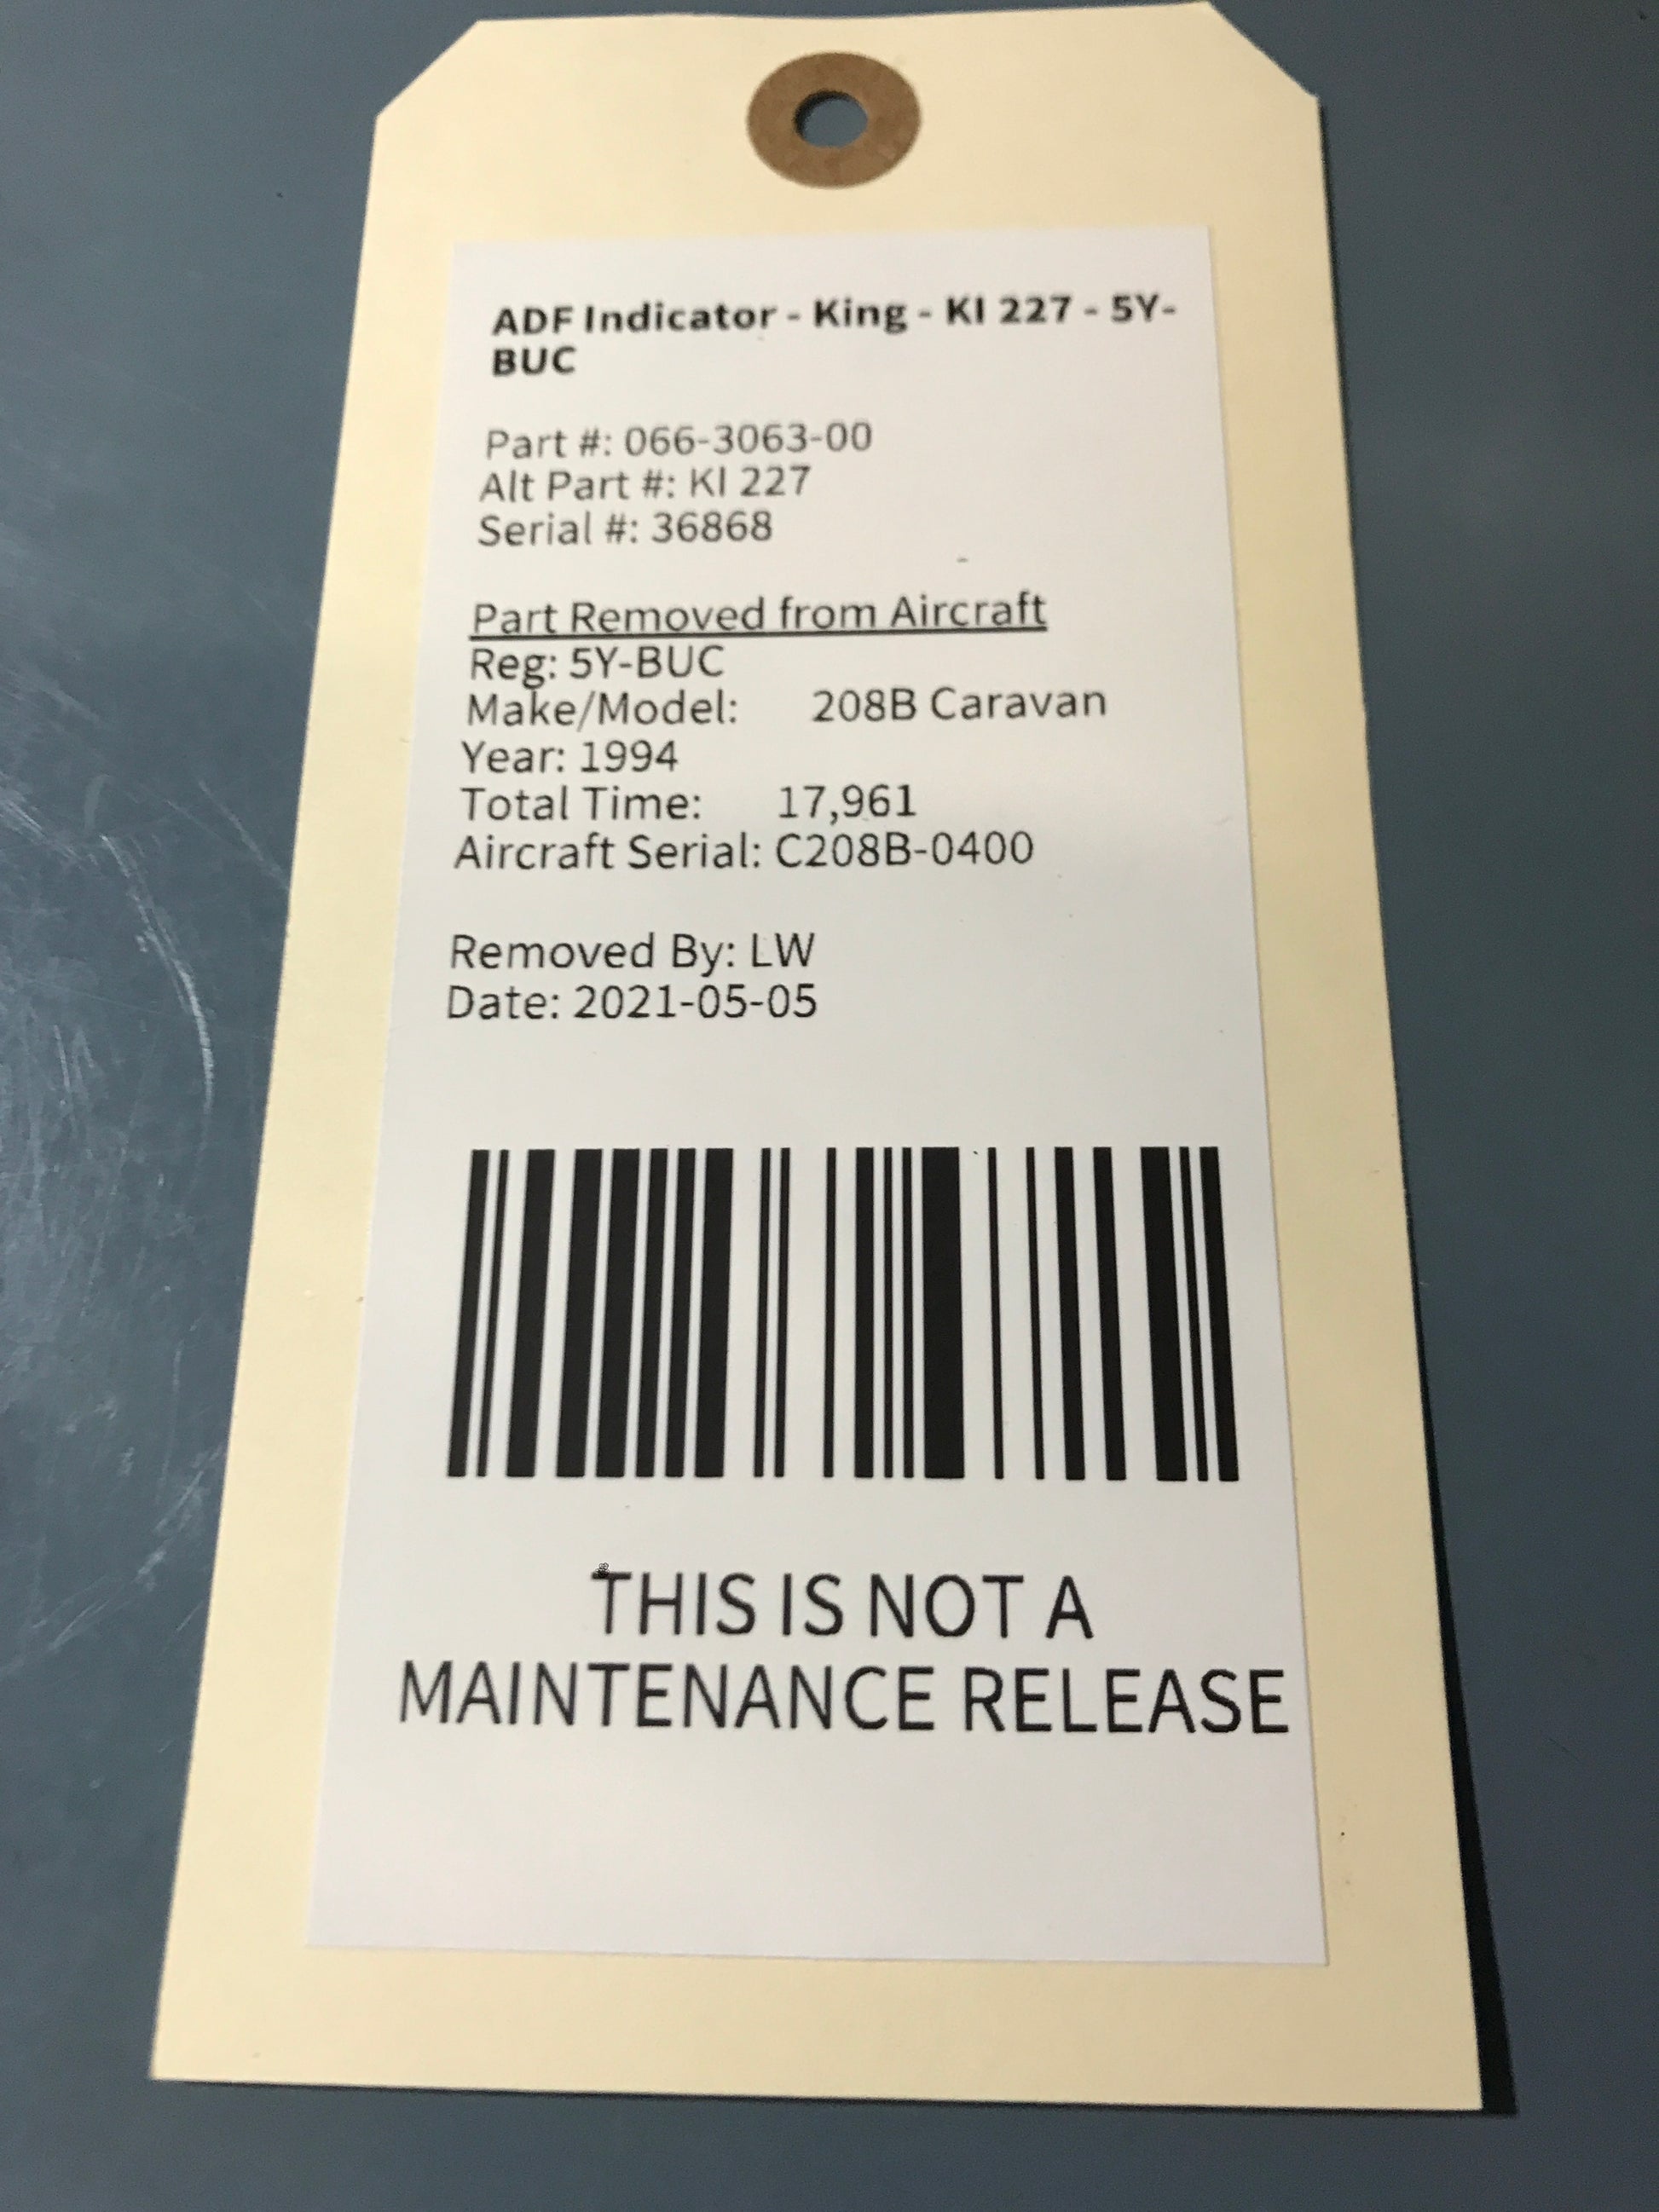 ADF Indicator - King - KI 227 - 5Y-
BUC
Part #: 066-3063-00
Alt Part #: KI 227
Serial #: 36868
Part Removed from Aircraft
Reg: 5Y-BUC
Make/Model: 208B Caravan
Year: 1994
Total Time: 17,961
Aircraft Serial: C208B-0400
Removed By: LW
Date: 2021-05-05
THIS IS NOT A
MAINTENANCE RELEASE